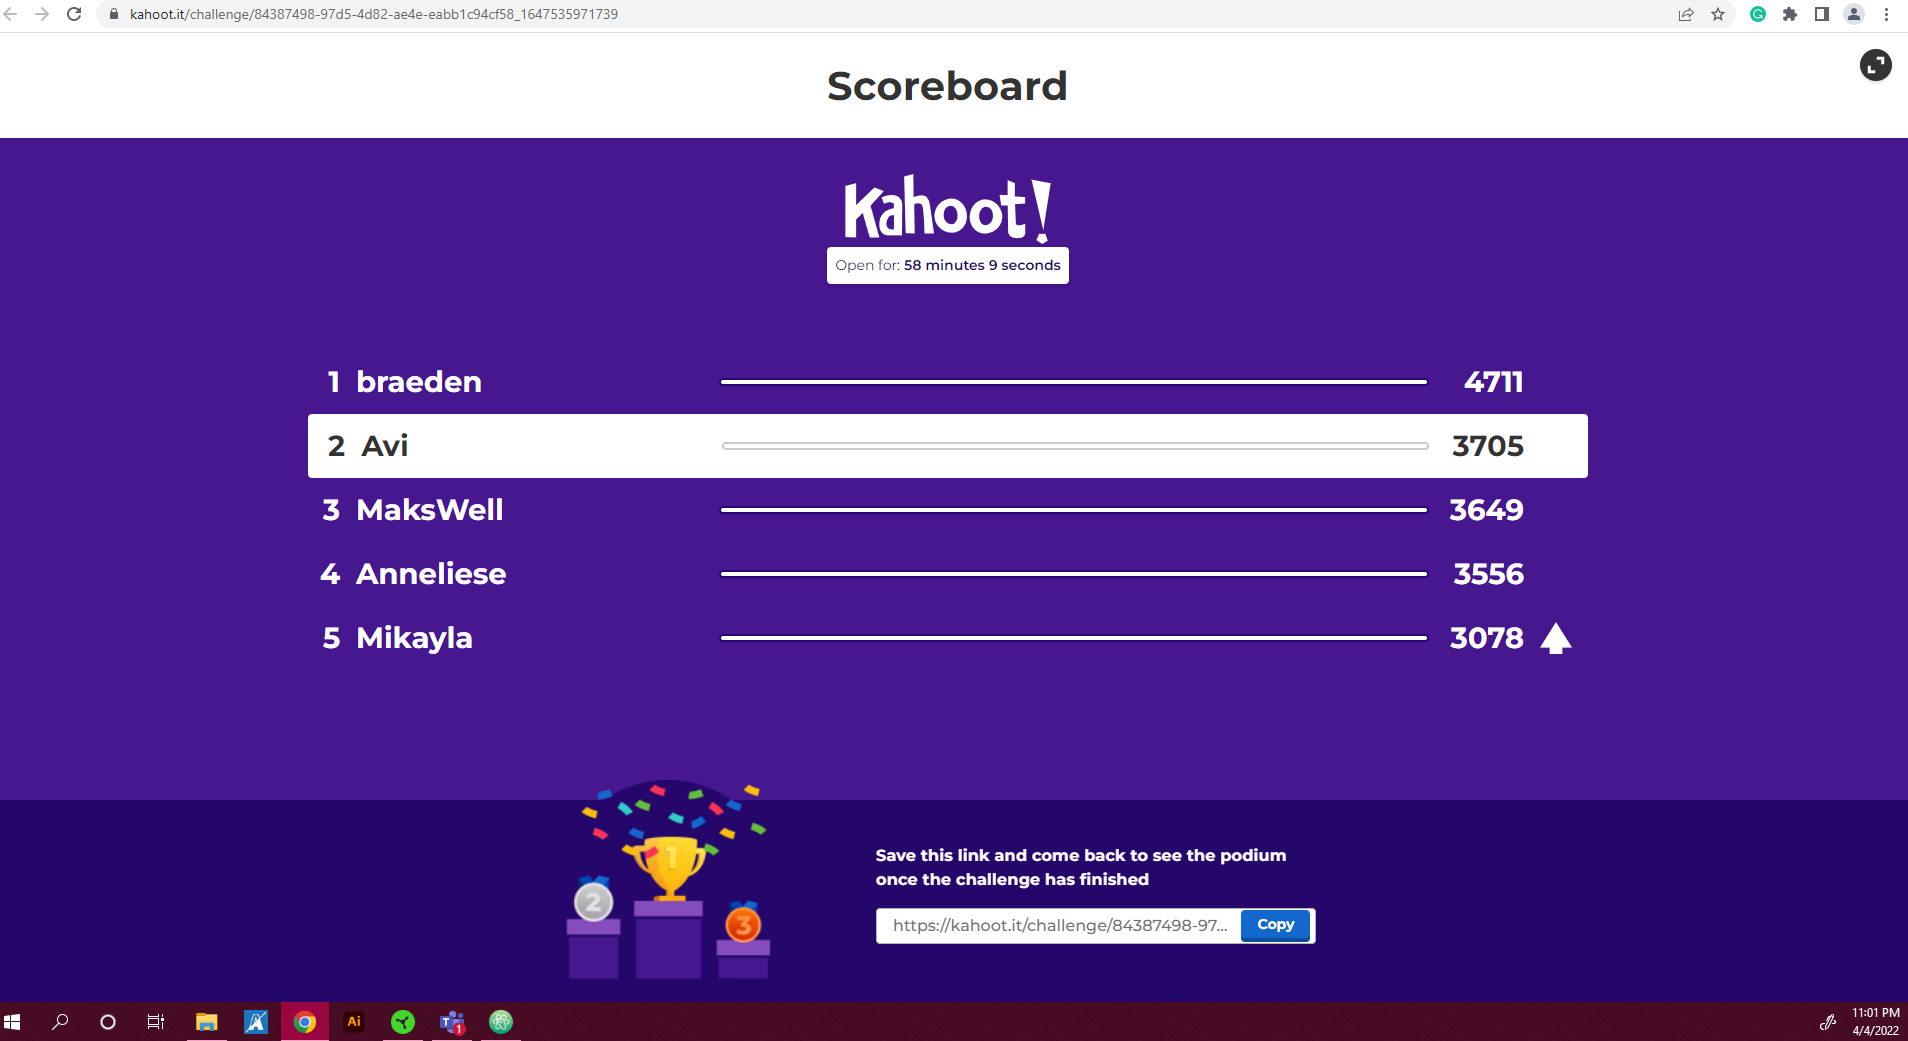 kahoot.it/challenge/84387498-97d5-4d82-ae4e-eabb1c94cf58_1647535971739
Scoreboard
Kahoot!
Open for: 58 minutes 9 seconds
1 braeden 4711
2 Avi 3705
3 MaksWell 3649
4 Anneliese 3556
5 Mikayla 3078
1
2
3
Save this link and come back to see the podium
once the challenge has finished
https://kahoot.it/challenge/84387498-97... Copy
Ai
T 1
11:01 PM
4/4/2022